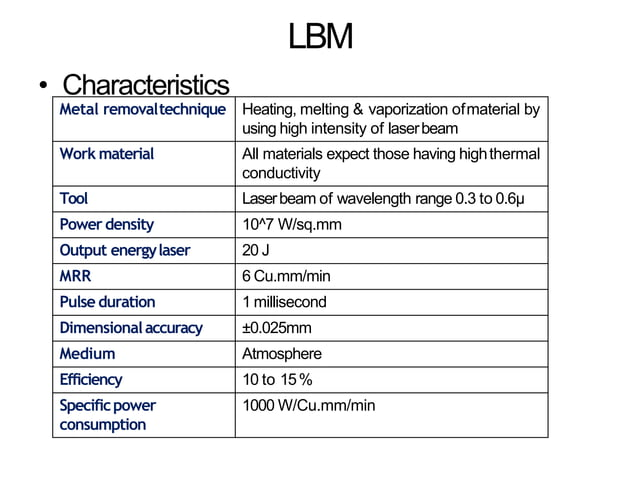 LBM
• Characteristics
Metal removal technique Heating, melting & vaporization of material by
using high intensity of laser beam
Work material All materials expect those having high thermal
conductivity
Tool Laser beam of wavelength range 0.3 to 0.6µ
Power density 10^7 W/sq.mm
Output energy laser 20 J
MRR 6 Cu.mm/min
Pulse duration 1 millisecond
Dimensional accuracy ±0.025mm
Medium Atmosphere
Efficiency 10 to 15 %
Specific power 1000 W/Cu.mm/min
consumption